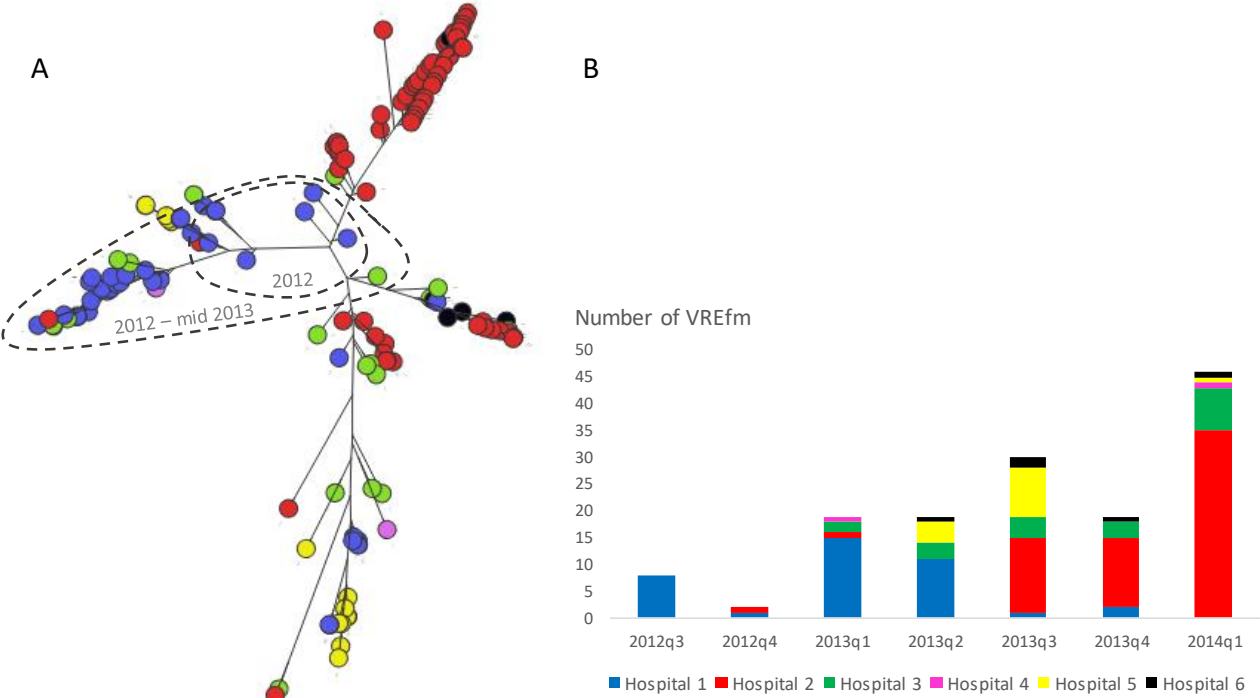 A
B
2012
2012 – mid 2013
Number of VREfm
50
45
40
35
30
25
20
15
10
5
0
2012q3 2012q4 2013q1 2013q2 2013q3 2013q4 2014q1
Hospital 1 Hospital 2 Hospital 3 Hospital 4 Hospital 5 Hospital 6